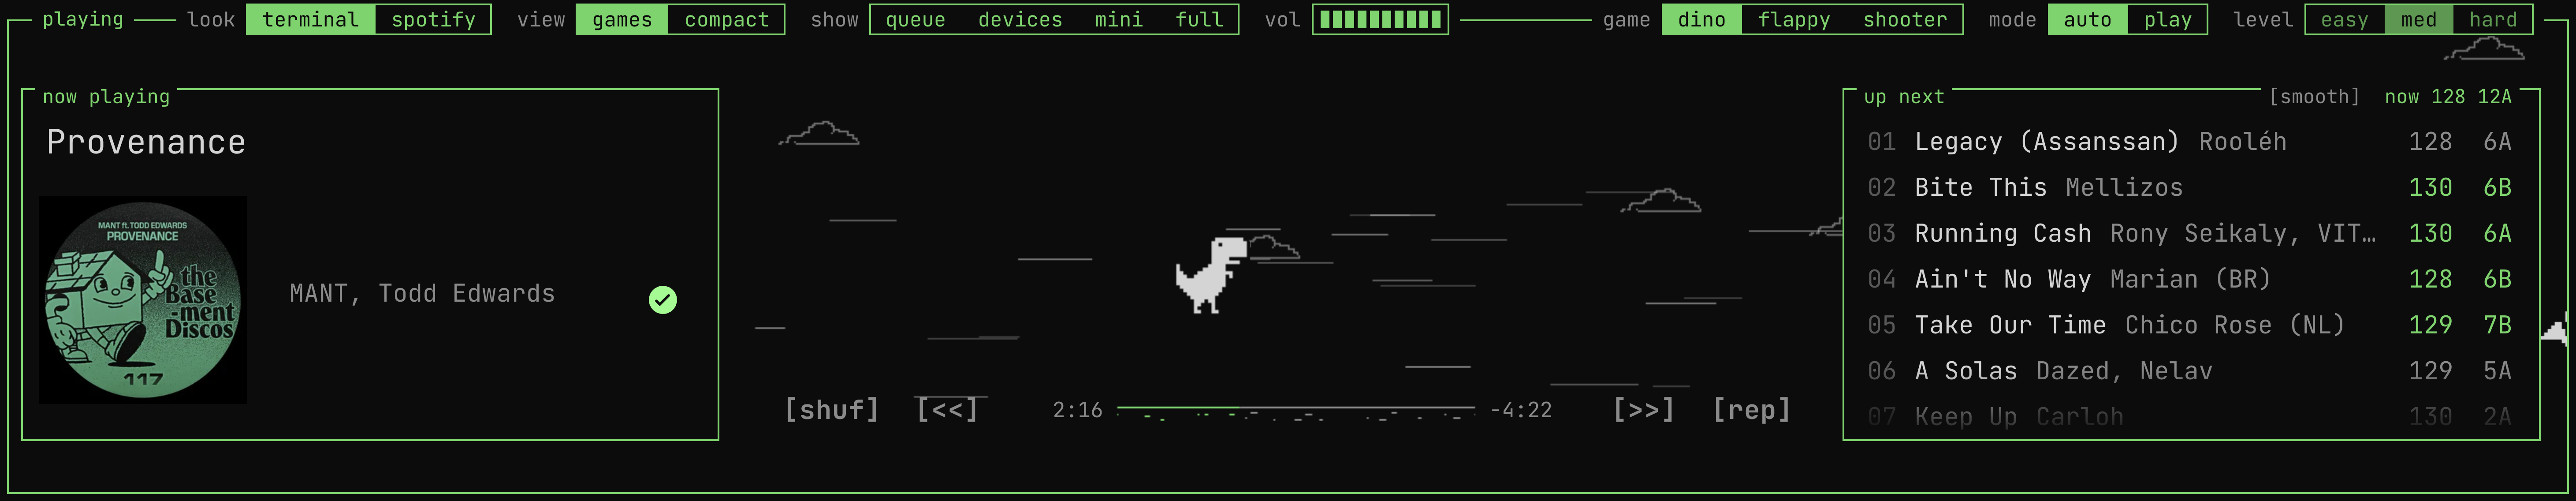 playing look terminal spotify view games compact show queue devices mini full vol game dino flappy shooter mode auto play level easy med hard
now playing
Provenance
MANT ft. TODD EDWARDS
PROVENANCE
the
Base
-ment
Discos
117
MANT, Todd Edwards
[shuf] [<<] 2:16 -4:22 [>>] [rep]
up next [smooth] now 128 12A
01 Legacy (Assanssan) Rooléh 128 6A
02 Bite This Mellizos 130 6B
03 Running Cash Rony Seikaly, VIT… 130 6A
04 Ain't No Way Marian (BR) 128 6B
05 Take Our Time Chico Rose (NL) 129 7B
06 A Solas Dazed, Nelav 129 5A
07 Keep Up Carloh 130 2A